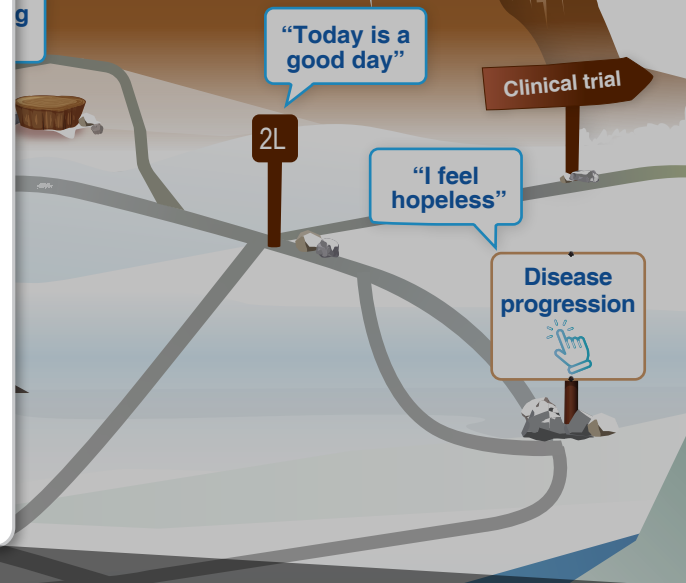 g
“Today is a
good day”
Clinical trial
2L
“I feel
hopeless”
Disease
progression